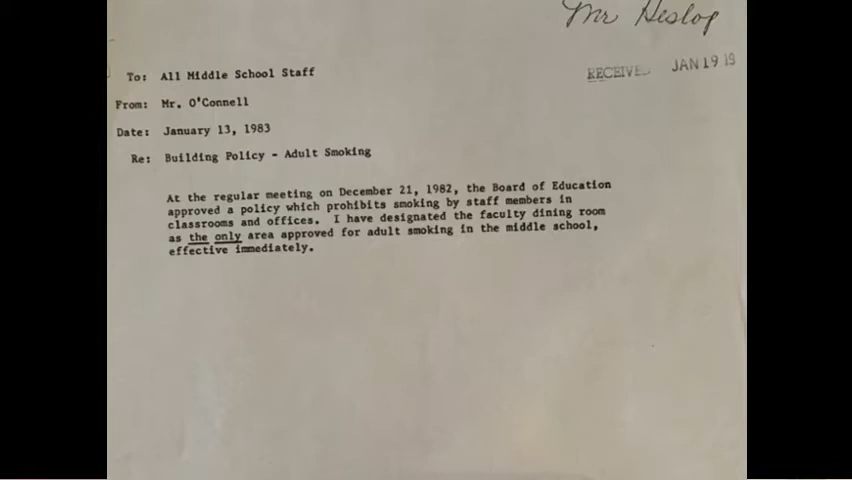 Mr Heslop
RECEIVED JAN 19 19
To: All Middle School Staff
From: Mr. O'Connell
Date: January 13, 1983
Re: Building Policy - Adult Smoking
At the regular meeting on December 21, 1982, the Board of Education
approved a policy which prohibits smoking by staff members in
classrooms and offices. I have designated the faculty dining room
as the only area approved for adult smoking in the middle school,
effective immediately.